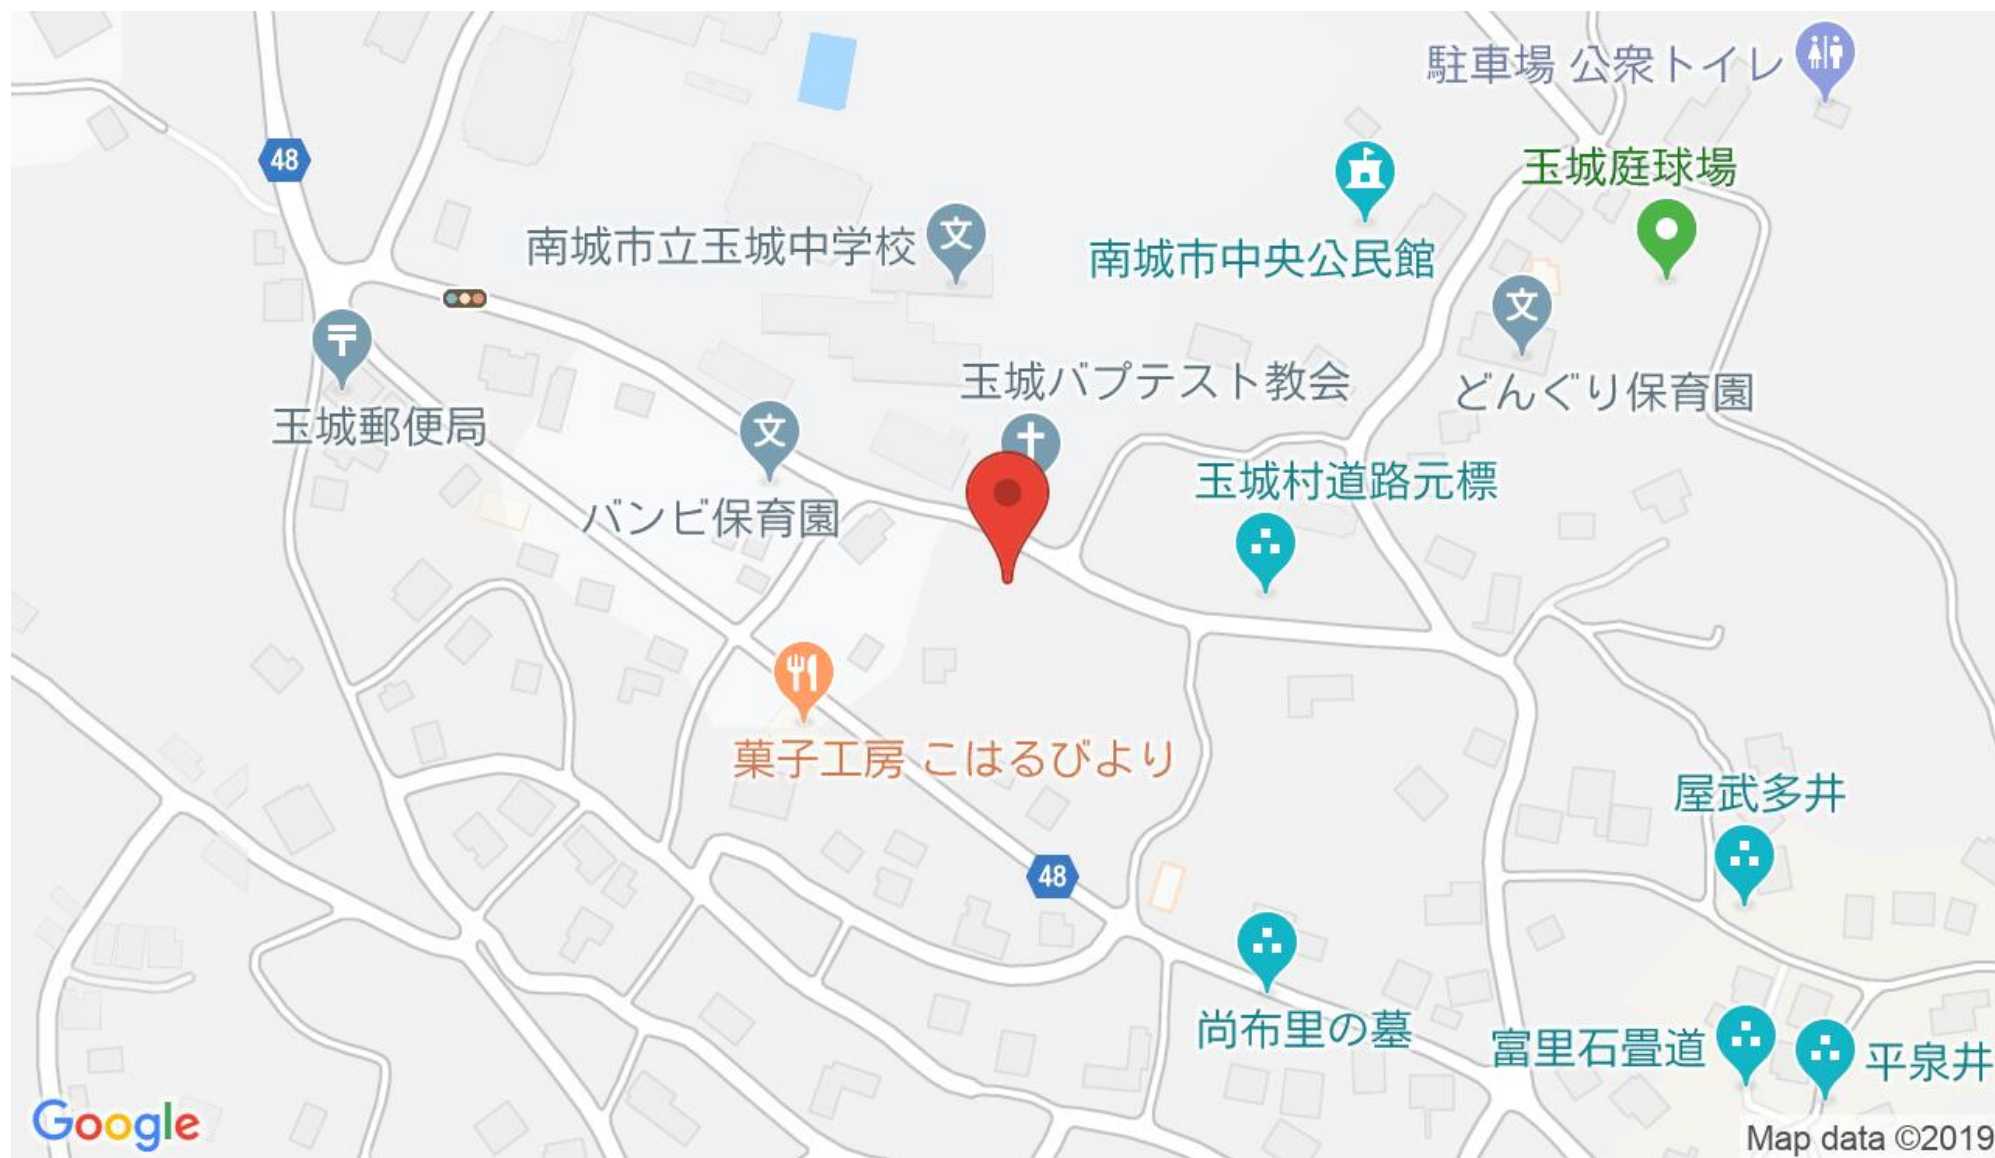 駐車場 公衆トイレ
48
玉城庭球場
文
南城市立玉城中学校
南城市中央公民館
文
〒
玉城バプテスト教会
どんぐり保育園
玉城郵便局
文
玉城村道路元標
バンビ保育園
菓子工房 こはるびより
屋武多井
48
尚布里の墓
富里石畳道
平泉井
Google
Map data ©2019